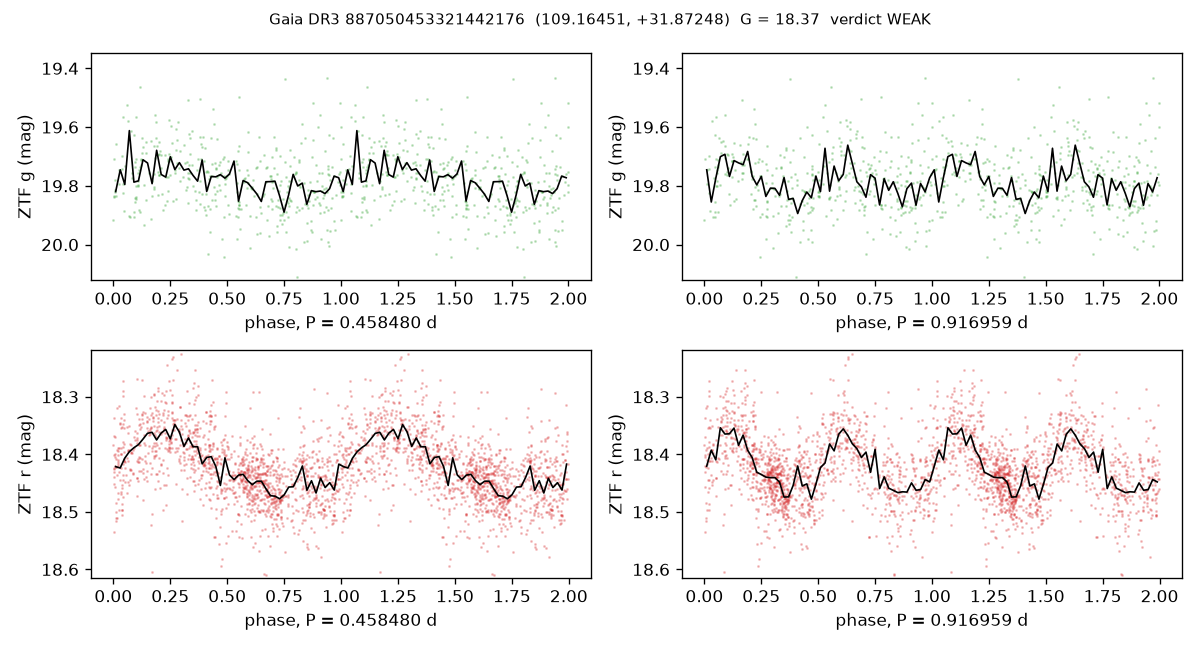 Gaia DR3 887050453321442176 (109.16451, +31.87248) G = 18.37 verdict WEAK
ZTF g (mag)
19.4
19.6
19.8
20.0
0.00 0.25 0.50 0.75 1.00 1.25 1.50 1.75 2.00
phase, P = 0.458480 d
ZTF g (mag)
19.4
19.6
19.8
20.0
0.00 0.25 0.50 0.75 1.00 1.25 1.50 1.75 2.00
phase, P = 0.916959 d
ZTF r (mag)
18.3
18.4
18.5
18.6
0.00 0.25 0.50 0.75 1.00 1.25 1.50 1.75 2.00
phase, P = 0.458480 d
ZTF r (mag)
18.3
18.4
18.5
18.6
0.00 0.25 0.50 0.75 1.00 1.25 1.50 1.75 2.00
phase, P = 0.916959 d